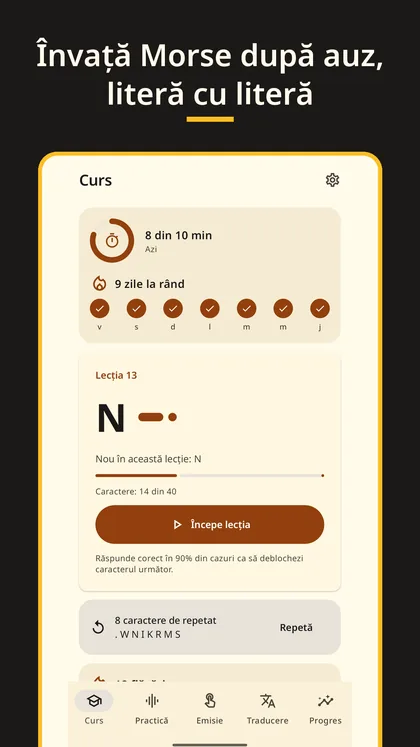 Învață Morse după auz,
literă cu literă
Curs
8 din 10 min
Azi
9 zile la rând
v s d l m m j
Lecția 13
N
Nou în această lecție: N
Caractere: 14 din 40
Începe lecția
Răspunde corect în 90% din cazuri ca să deblochezi
caracterul următor.
8 caractere de repetat
. W N I K R M S
Repetă
Curs Practică Emisie Traducere Progres